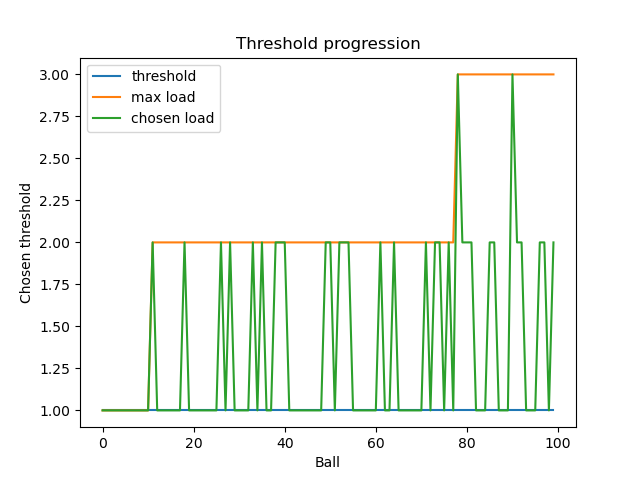 Threshold progression
threshold
max load
chosen load
3.00
2.75
2.50
2.25
2.00
1.75
1.50
1.25
1.00
Chosen threshold
0 20 40 60 80 100
Ball